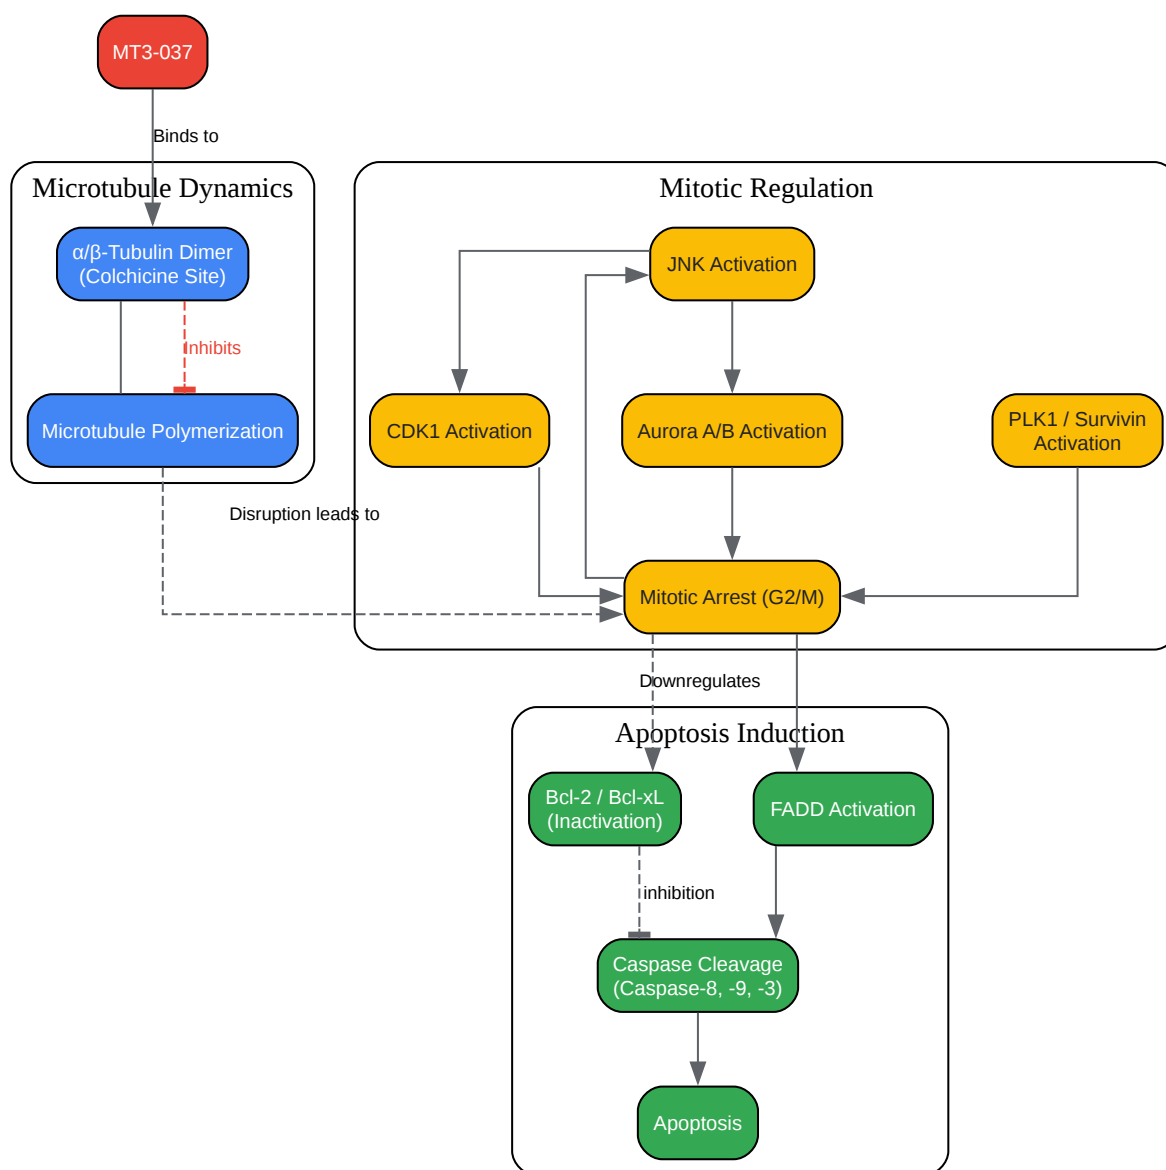 MT3-037
Binds to
Microtubule Dynamics
α/β-Tubulin Dimer
(Colchicine Site)
Inhibits
Microtubule Polymerization
Mitotic Regulation
JNK Activation
CDK1 Activation
Aurora A/B Activation
PLK1 / Survivin
Activation
Disruption leads to
Mitotic Arrest (G2/M)
Downregulates
Apoptosis Induction
Bcl-2 / Bcl-xL
(Inactivation)
FADD Activation
inhibition
Caspase Cleavage
(Caspase-8, -9, -3)
Apoptosis